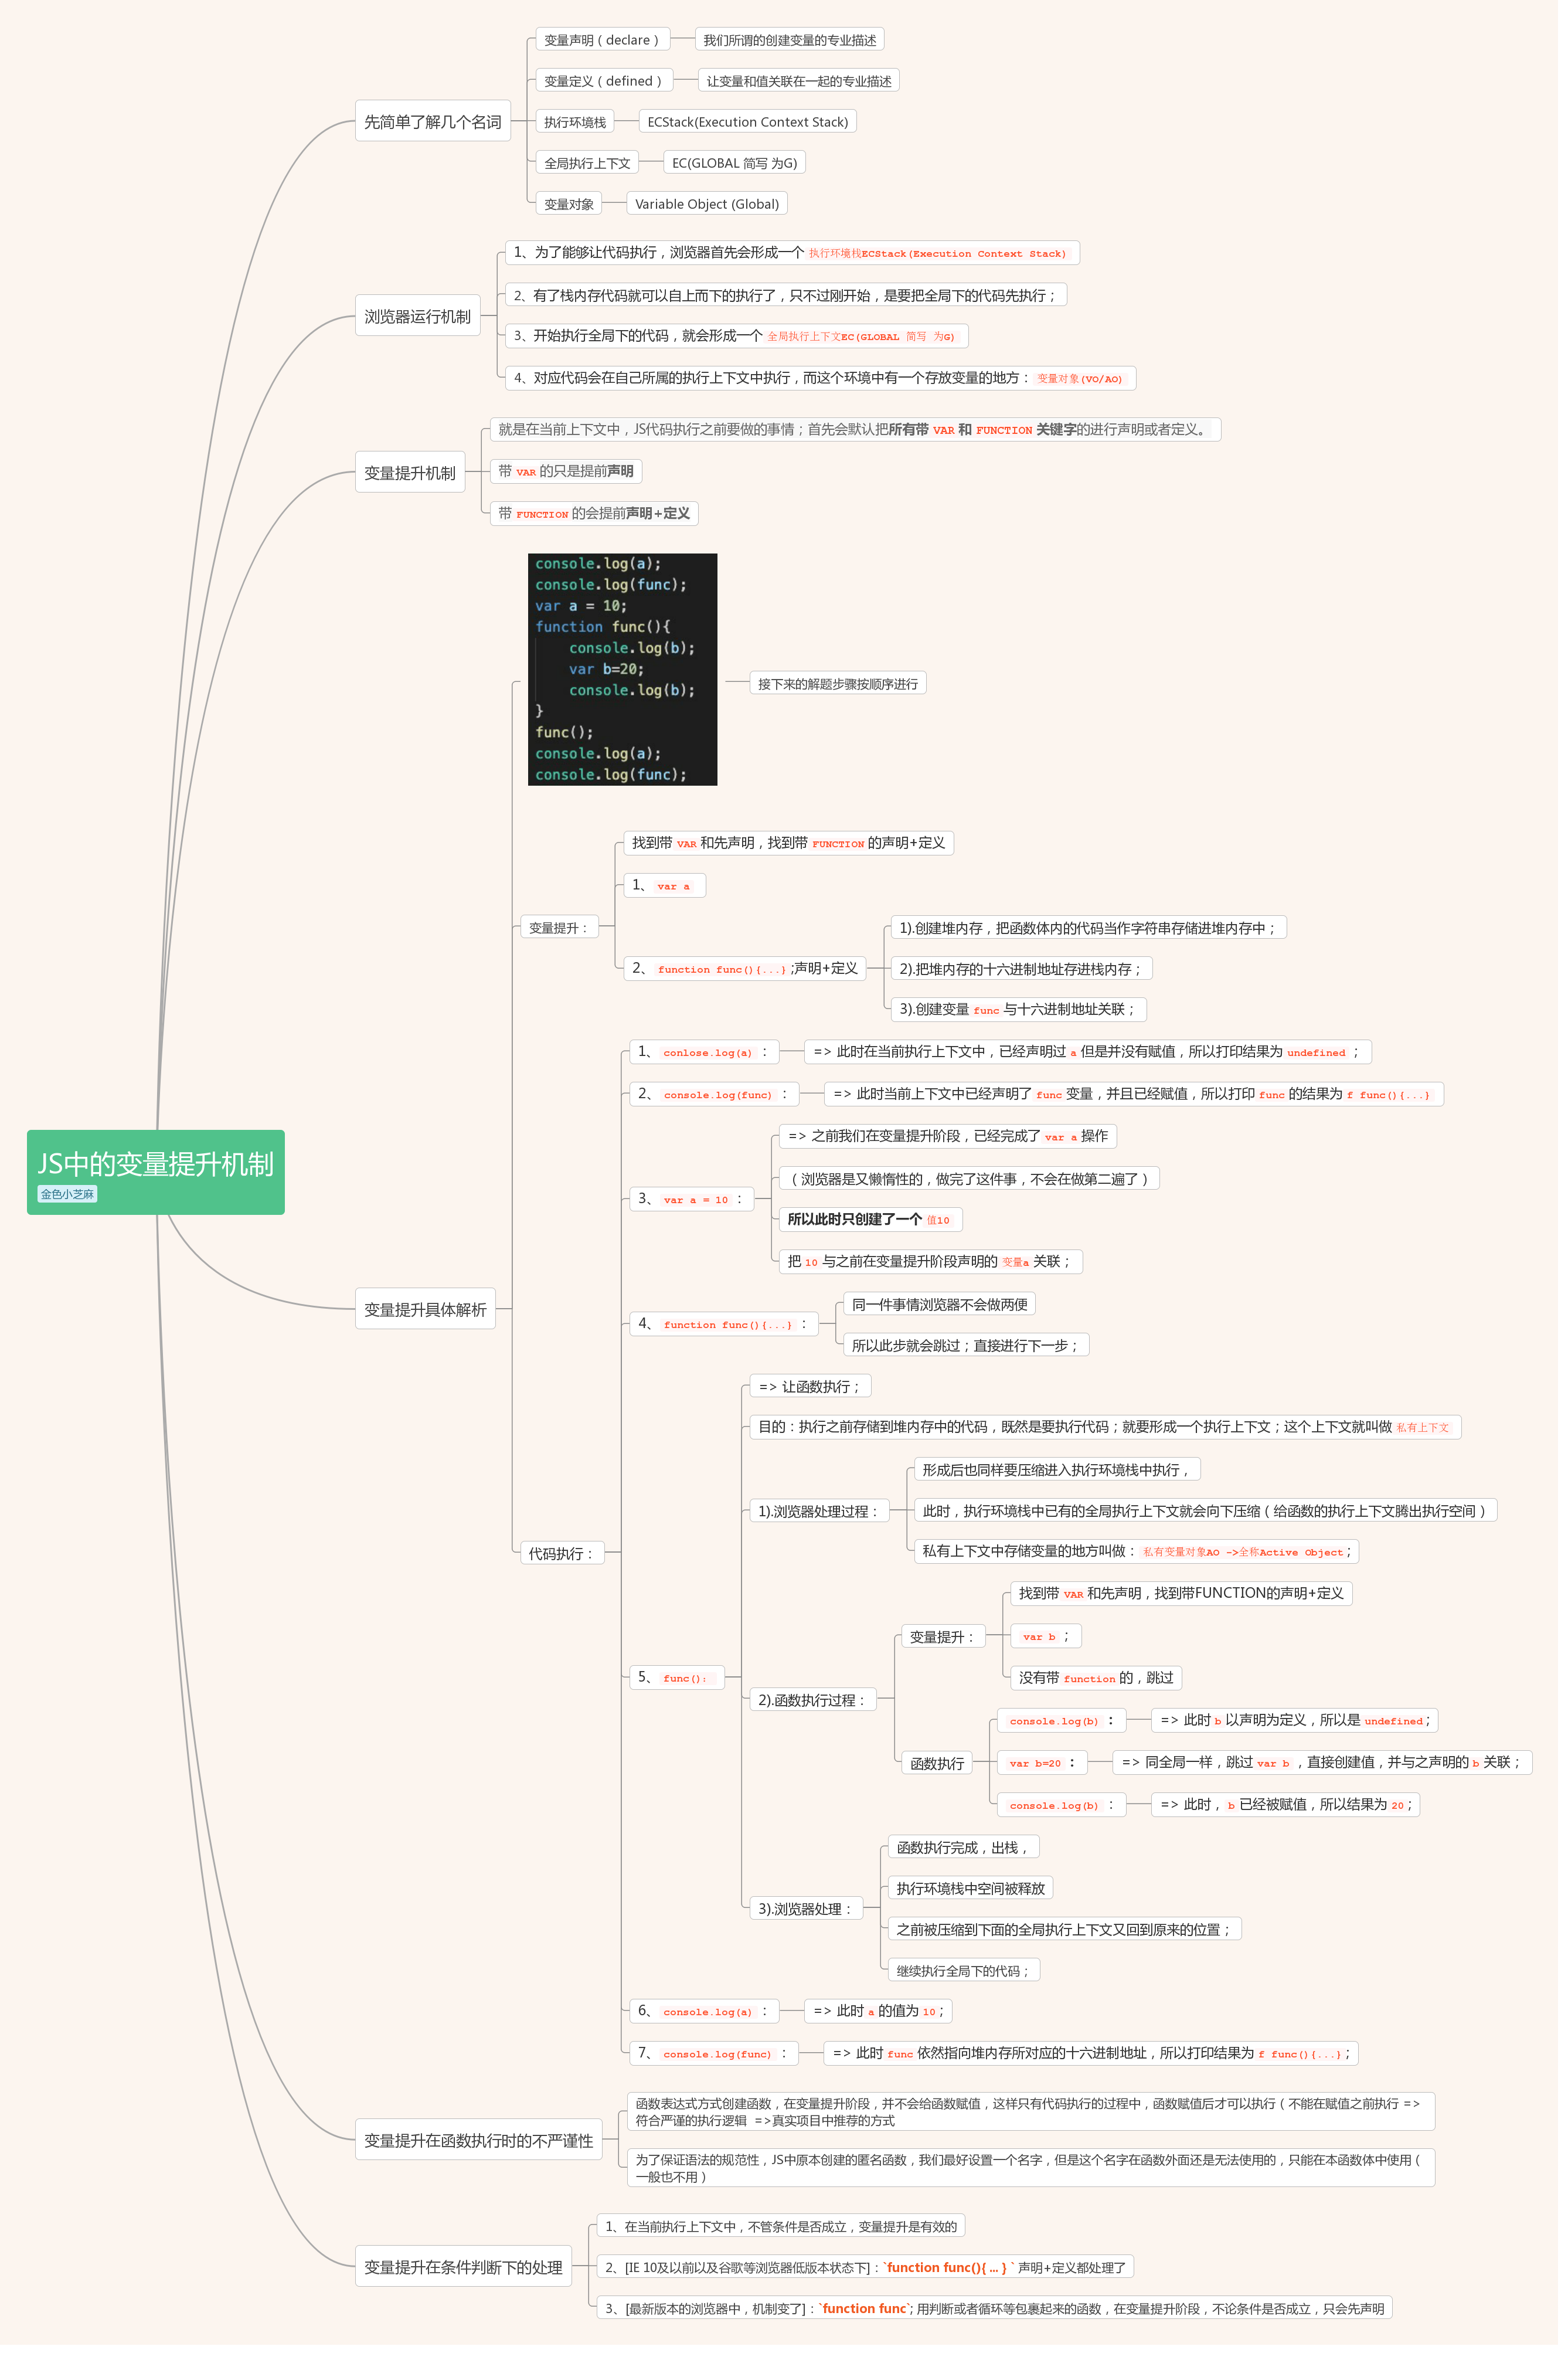 JS中的变量提升机制
金色小芝麻
先简单了解几个名词
变量声明（declare）
我们所谓的创建变量的专业描述
变量定义（defined）
让变量和值关联在一起的专业描述
执行环境栈
ECStack(Execution Context Stack)
全局执行上下文
EC(GLOBAL 简写 为G)
变量对象
Variable Object (Global)
浏览器运行机制
1、为了能够让代码执行，浏览器首先会形成一个 执行环境栈ECStack(Execution Context Stack)
2、有了栈内存代码就可以自上而下的执行了，只不过刚开始，是要把全局下的代码先执行；
3、开始执行全局下的代码，就会形成一个 全局执行上下文EC(GLOBAL 简写 为G)
4、对应代码会在自己所属的执行上下文中执行，而这个环境中有一个存放变量的地方：变量对象(VO/AO)
变量提升机制
就是在当前上下文中，JS代码执行之前要做的事情；首先会默认把所有带 VAR 和 FUNCTION 关键字的进行声明或者定义。
带 VAR 的只是提前声明
带 FUNCTION 的会提前声明+定义
变量提升具体解析
console.log(a);
console.log(func);
var a = 10;
function func(){
console.log(b);
var b=20;
console.log(b);
}
func();
console.log(a);
console.log(func);
接下来的解题步骤按顺序进行
变量提升：
找到带 VAR 和先声明，找到带 FUNCTION 的声明+定义
1、 var a
2、 function func(){...} ;声明+定义
1).创建堆内存，把函数体内的代码当作字符串存储进堆内存中；
2).把堆内存的十六进制地址存进栈内存；
3).创建变量 func 与十六进制地址关联；
代码执行：
1、 conlose.log(a) ：
=> 此时在当前执行上下文中，已经声明过 a 但是并没有赋值，所以打印结果为 undefined ；
2、 console.log(func) ：
=> 此时当前上下文中已经声明了 func 变量，并且已经赋值，所以打印 func 的结果为 f func(){...}
3、 var a = 10 ：
=> 之前我们在变量提升阶段，已经完成了 var a 操作
（浏览器是又懒惰性的，做完了这件事，不会在做第二遍了）
所以此时只创建了一个 值10
把 10 与之前在变量提升阶段声明的 变量a 关联；
4、 function func(){...} ：
同一件事情浏览器不会做两便
所以此步就会跳过；直接进行下一步；
5、 func()：
=> 让函数执行；
目的：执行之前存储到堆内存中的代码，既然是要执行代码；就要形成一个执行上下文；这个上下文就叫做 私有上下文
1).浏览器处理过程：
形成后也同样要压缩进入执行环境栈中执行，
此时，执行环境栈中已有的全局执行上下文就会向下压缩（给函数的执行上下文腾出执行空间）
私有上下文中存储变量的地方叫做：私有变量对象AO ->全称Active Object；
2).函数执行过程：
变量提升：
找到带 VAR 和先声明，找到带FUNCTION的声明+定义
var b ；
没有带 function 的，跳过
函数执行
console.log(b) ：
=> 此时 b 以声明为定义，所以是 undefined；
var b=20 ：
=> 同全局一样，跳过 var b ，直接创建值，并与之声明的 b 关联；
console.log(b) ：
=> 此时， b 已经被赋值，所以结果为 20；
3).浏览器处理：
函数执行完成，出栈，
执行环境栈中空间被释放
之前被压缩到下面的全局执行上下文又回到原来的位置；
继续执行全局下的代码；
6、 console.log(a) ：
=> 此时 a 的值为 10；
7、 console.log(func) ：
=> 此时 func 依然指向堆内存所对应的十六进制地址，所以打印结果为 f func(){...}；
变量提升在函数执行时的不严谨性
函数表达式方式创建函数，在变量提升阶段，并不会给函数赋值，这样只有代码执行的过程中，函数赋值后才可以执行（不能在赋值之前执行 =>
符合严谨的执行逻辑 =>真实项目中推荐的方式
为了保证语法的规范性，JS中原本创建的匿名函数，我们最好设置一个名字，但是这个名字在函数外面还是无法使用的，只能在本函数体中使用（
一般也不用）
变量提升在条件判断下的处理
1、在当前执行上下文中，不管条件是否成立，变量提升是有效的
2、[IE 10及以前以及谷歌等浏览器低版本状态下]：`function func(){ ... } ` 声明+定义都处理了
3、[最新版本的浏览器中，机制变了]：`function func`; 用判断或者循环等包裹起来的函数，在变量提升阶段，不论条件是否成立，只会先声明